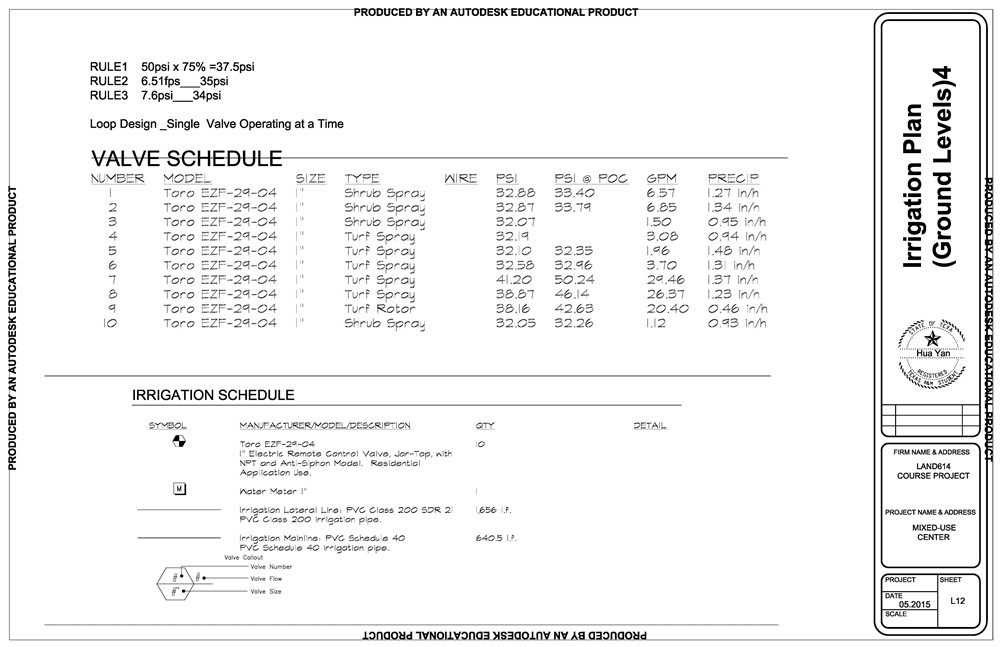 PRODUCED BY AN AUTODESK EDUCATIONAL PRODUCT
RULE1 50psi x 75% =37.5psi
RULE2 6.51fps___35psi
RULE3 7.6psi___34psi
Loop Design _Single Valve Operating at a Time
VALVE SCHEDULE
NUMBER MODEL SIZE TYPE WIRE PSI PSI @ POC GPM PRECIP
1 Toro EZF-29-04 1" Shrub Spray 32.88 33.40 6.57 1.27 in/h
2 Toro EZF-29-04 1" Shrub Spray 32.87 33.79 6.85 1.34 in/h
3 Toro EZF-29-04 1" Shrub Spray 32.07 1.50 0.95 in/h
4 Toro EZF-29-04 1" Turf Spray 32.19 3.08 0.94 in/h
5 Toro EZF-29-04 1" Turf Spray 32.10 32.35 1.96 1.48 in/h
6 Toro EZF-29-04 1" Turf Spray 32.58 32.96 3.70 1.31 in/h
7 Toro EZF-29-04 1" Turf Spray 41.20 50.24 29.46 1.37 in/h
8 Toro EZF-29-04 1" Turf Spray 38.87 46.14 26.37 1.23 in/h
9 Toro EZF-29-04 1" Turf Rotor 38.16 42.63 20.40 0.46 in/h
10 Toro EZF-29-04 1" Shrub Spray 32.05 32.26 1.12 0.93 in/h
IRRIGATION SCHEDULE
SYMBOL MANUFACTURER/MODEL/DESCRIPTION QTY DETAIL
Toro EZF-29-04 10
1" Electric Remote Control Valve, Jar-Top, with
NPT and Anti-Siphon Model. Residential
Application Use.
M Water Meter 1" 1
Irrigation Lateral Line: PVC Class 200 SDR 21 1,656 l.f.
PVC Class 200 irrigation pipe.
Irrigation Mainline: PVC Schedule 40 640.5 l.f.
PVC Schedule 40 irrigation pipe.
Valve Callout
Valve Number
# # Valve Flow
#" Valve Size
PRODUCED BY AN AUTODESK EDUCATIONAL PRODUCT
PRODUCED BY AN AUTODESK EDUCATIONAL PRODUCT
PRODUCED BY AN AUTODESK EDUCATIONAL PRODUCT
Irrigation Plan
(Ground Levels)4
STATE OF TEXAS
Hua Yan
REGISTERED
TEXAS A&M STUDENT
FIRM NAME & ADDRESS
LAND614
COURSE PROJECT
PROJECT NAME & ADDRESS
MIXED-USE
CENTER
PROJECT SHEET
DATE
05.2015 L12
SCALE